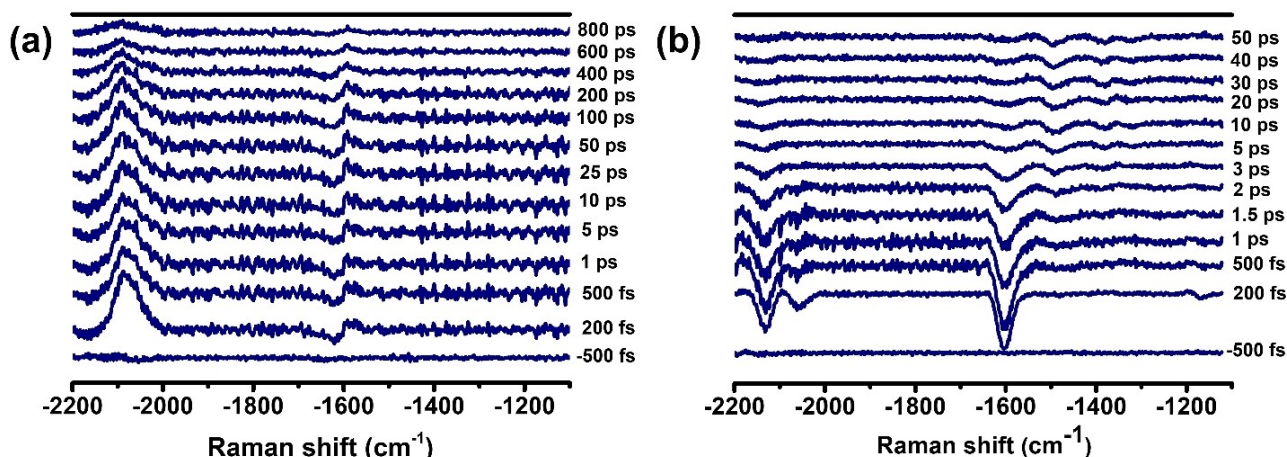 (a)
800 ps
600 ps
400 ps
200 ps
100 ps
50 ps
25 ps
10 ps
5 ps
1 ps
500 fs
200 fs
-500 fs
-2200 -2000 -1800 -1600 -1400 -1200
Raman shift (cm-1)
(b)
50 ps
40 ps
30 ps
20 ps
10 ps
5 ps
3 ps
2 ps
1.5 ps
1 ps
500 fs
200 fs
-500 fs
-2200 -2000 -1800 -1600 -1400 -1200
Raman shift (cm-1)